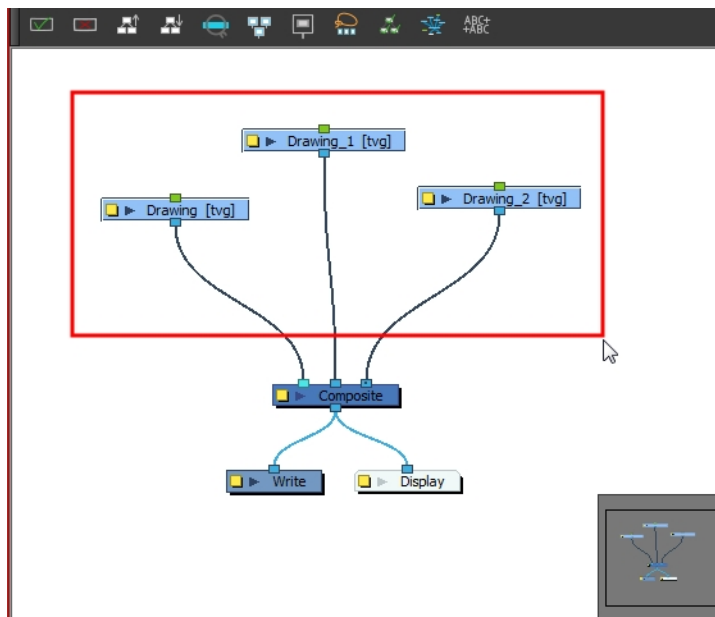 ABC+
+ABC
Drawing_1 [tvg]
Drawing [tvg]
Drawing_2 [tvg]
Composite
Write
Display